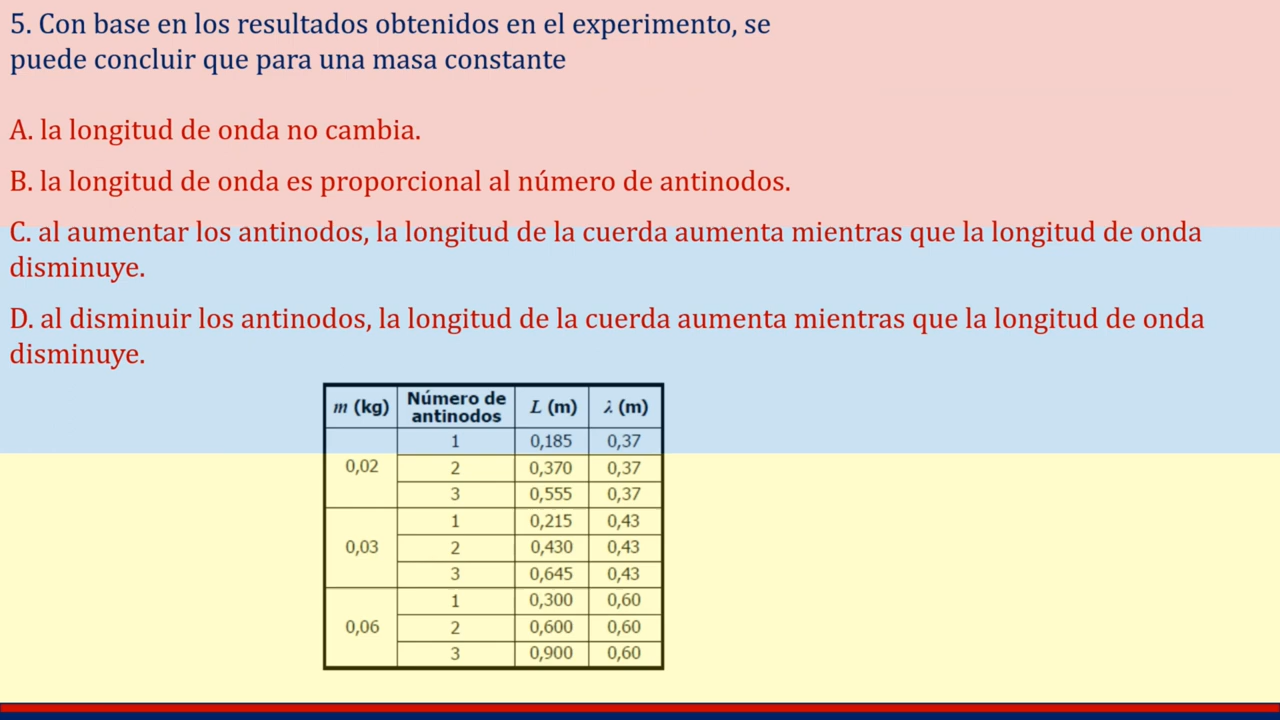 5. Con base en los resultados obtenidos en el experimento, se
puede concluir que para una masa constante
A. la longitud de onda no cambia.
B. la longitud de onda es proporcional al número de antinodos.
C. al aumentar los antinodos, la longitud de la cuerda aumenta mientras que la longitud de onda
disminuye.
D. al disminuir los antinodos, la longitud de la cuerda aumenta mientras que la longitud de onda
disminuye.
m (kg) Número de antinodos L (m) λ (m)
0,02 1 0,185 0,37
2 0,370 0,37
3 0,555 0,37
0,03 1 0,215 0,43
2 0,430 0,43
3 0,645 0,43
0,06 1 0,300 0,60
2 0,600 0,60
3 0,900 0,60